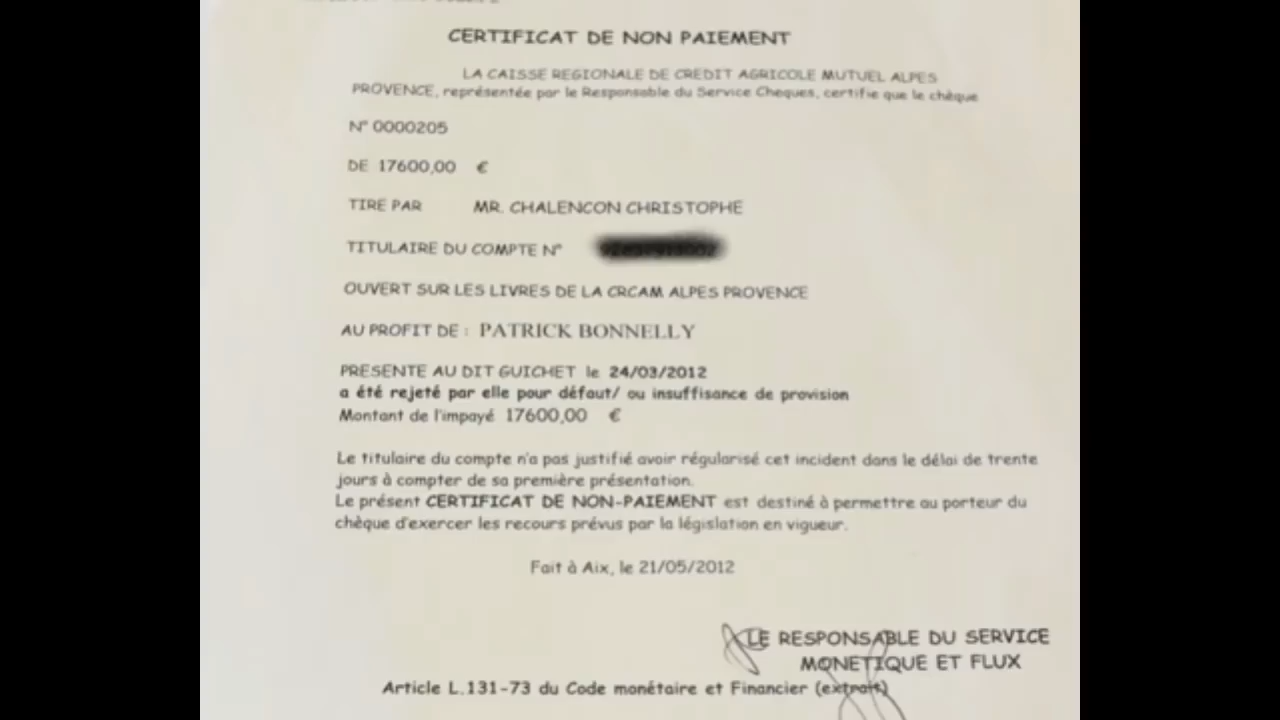 CERTIFICAT DE NON PAIEMENT
LA CAISSE REGIONALE DE CREDIT AGRICOLE MUTUEL ALPES
PROVENCE, représentée par le Responsable du Service Cheques, certifie que le chèque
N° 0000205
DE 17600,00 €
TIRE PAR MR. CHALENCON CHRISTOPHE
TITULAIRE DU COMPTE N°
OUVERT SUR LES LIVRES DE LA CRCAM ALPES PROVENCE
AU PROFIT DE : PATRICK BONNELLY
PRESENTE AU DIT GUICHET le 24/03/2012
a été rejeté par elle pour défaut/ ou insuffisance de provision
Montant de l'impayé 17600,00 €
Le titulaire du compte n'a pas justifié avoir régularisé cet incident dans le délai de trente
jours à compter de sa première présentation.
Le présent CERTIFICAT DE NON-PAIEMENT est destiné à permettre au porteur du
chèque d'exercer les recours prévus par la législation en vigueur.
Fait à Aix, le 21/05/2012
LE RESPONSABLE DU SERVICE
MONETIQUE ET FLUX
Article L.131-73 du Code monétaire et Financier (extrait)